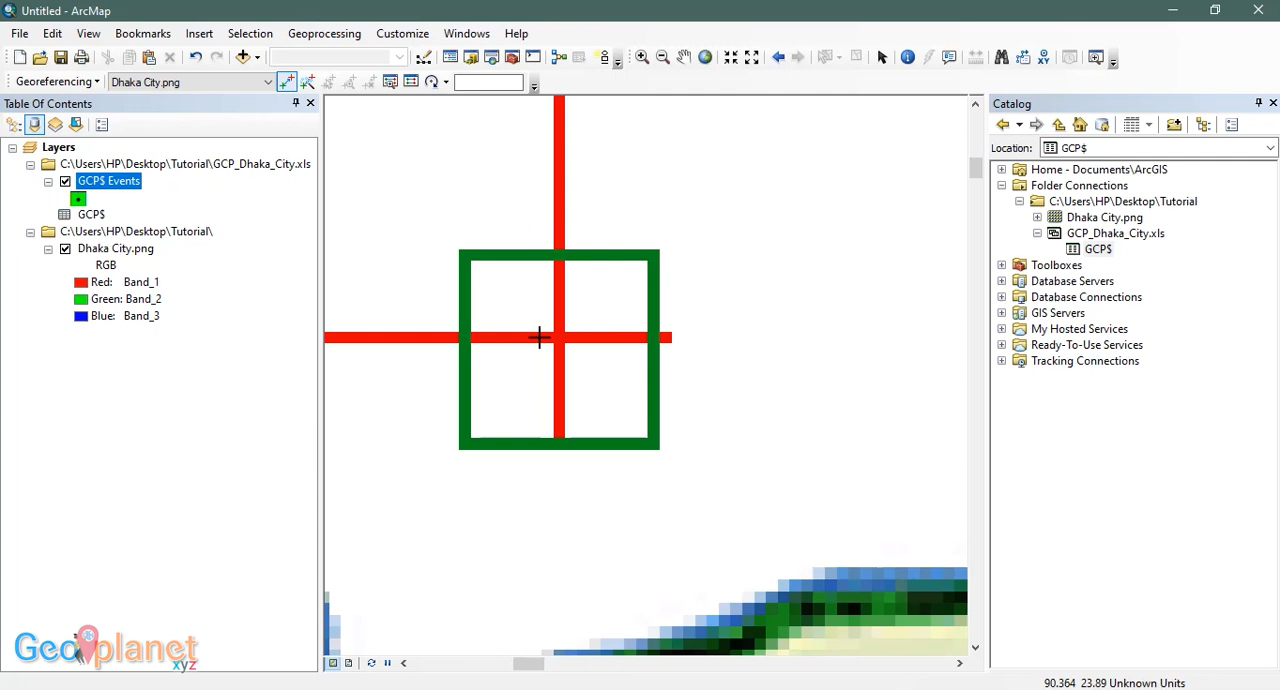 Untitled - ArcMap
File Edit View Bookmarks Insert Selection Geoprocessing Customize Windows Help
Georeferencing Dhaka City.png
Table Of Contents
Layers
C:\Users\HP\Desktop\Tutorial\GCP_Dhaka_City.xls
GCP$ Events
GCP$
C:\Users\HP\Desktop\Tutorial\
Dhaka City.png
RGB
Red: Band_1
Green: Band_2
Blue: Band_3
Catalog
Location: GCP$
Home - Documents\ArcGIS
Folder Connections
C:\Users\HP\Desktop\Tutorial
Dhaka City.png
GCP_Dhaka_City.xls
GCP$
Toolboxes
Database Servers
Database Connections
GIS Servers
My Hosted Services
Ready-To-Use Services
Tracking Connections
Geoplanet
xyz
90.364 23.89 Unknown Units